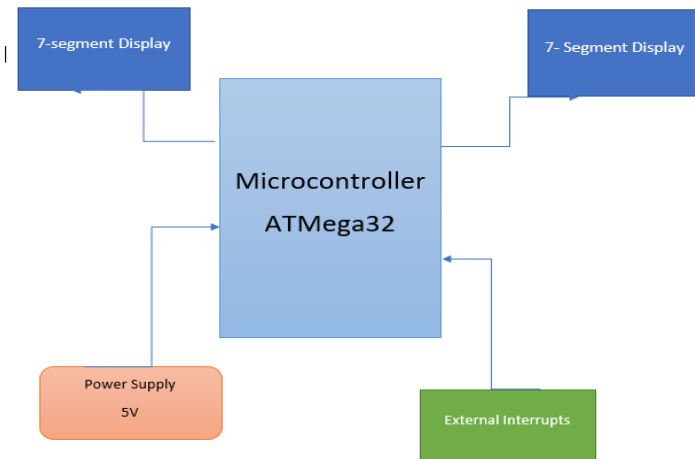 7-segment Display
7- Segment Display
Microcontroller
ATMega32
Power Supply
5V
External Interrupts